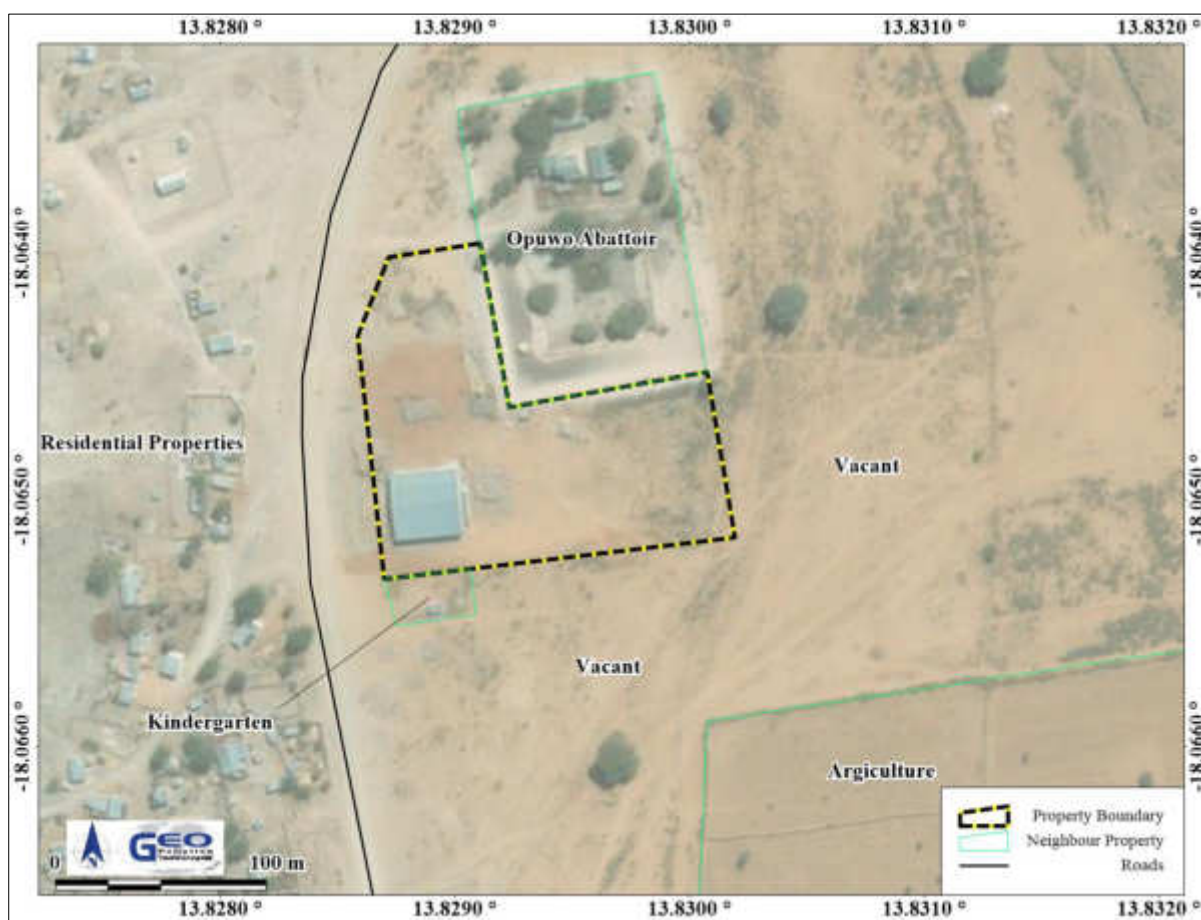 13.8280 ° 13.8290 ° 13.8300 ° 13.8310 ° 13.8320 °
-18.0640 ° -18.0640 °
Opuwo Abattoir
Residential Properties
Vacant
-18.0650 ° -18.0650 °
Vacant
Kindergarten
-18.0660 ° -18.0660 °
Argiculture
Property Boundary
Neighbour Property
Roads
GEO
0 100 m
13.8280 ° 13.8290 ° 13.8300 ° 13.8310 ° 13.8320 °